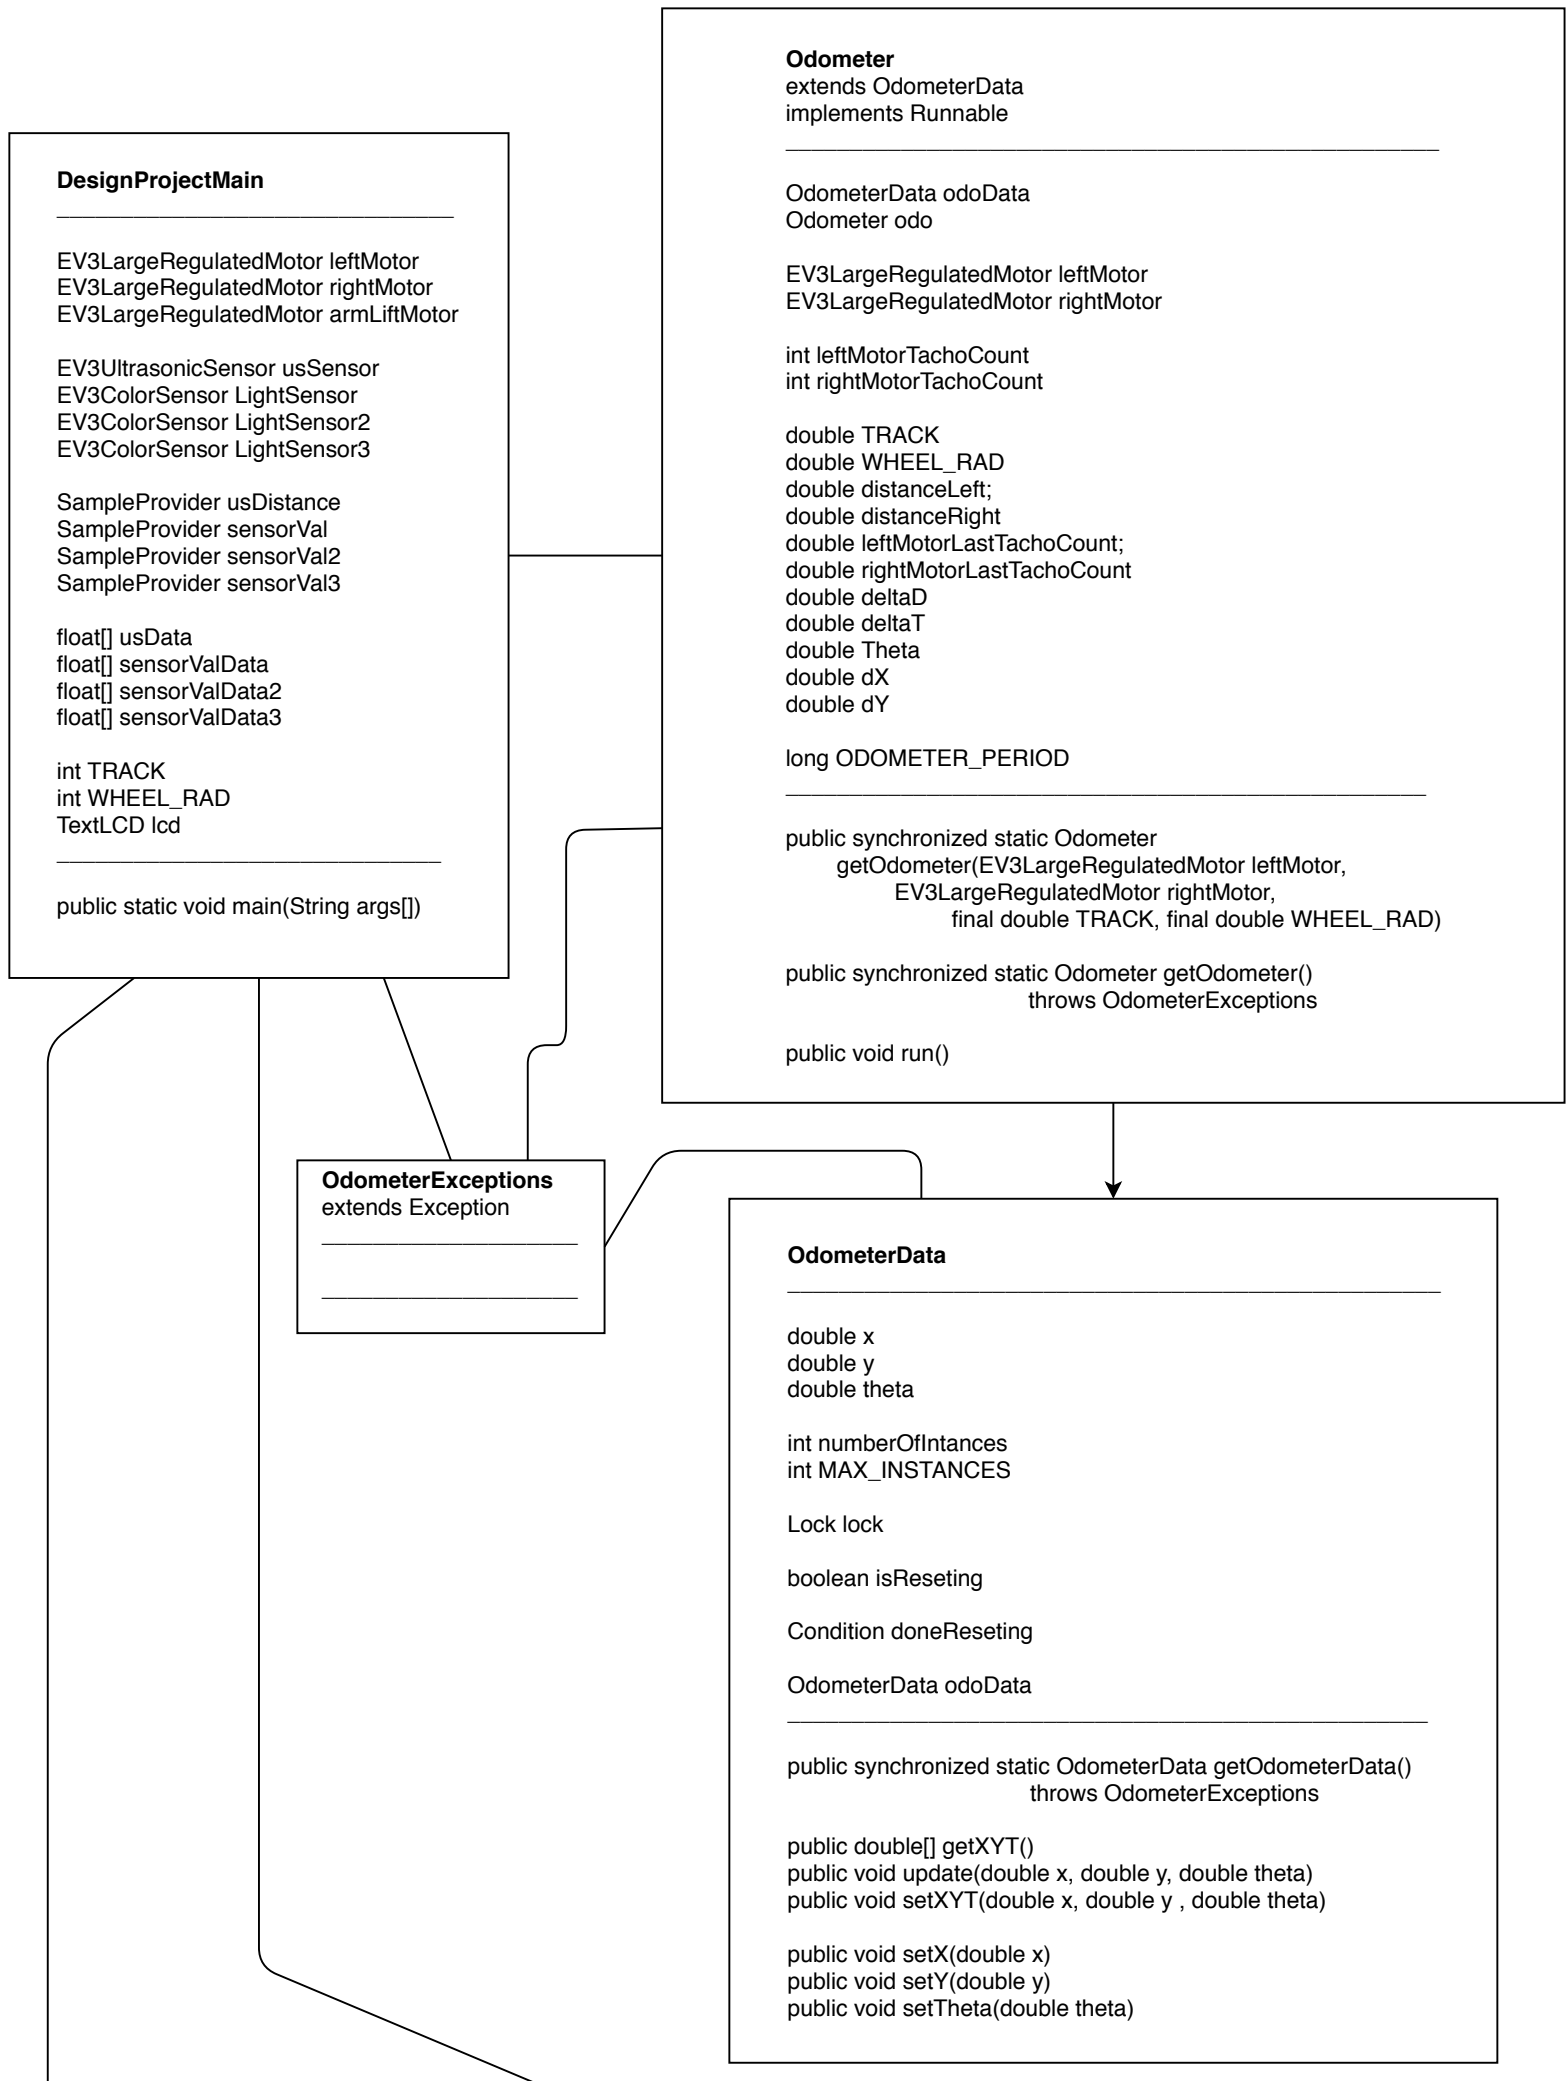 DesignProjectMain
EV3LargeRegulatedMotor leftMotor
EV3LargeRegulatedMotor rightMotor
EV3LargeRegulatedMotor armLiftMotor
EV3UltrasonicSensor usSensor
EV3ColorSensor LightSensor
EV3ColorSensor LightSensor2
EV3ColorSensor LightSensor3
SampleProvider usDistance
SampleProvider sensorVal
SampleProvider sensorVal2
SampleProvider sensorVal3
float[] usData
float[] sensorValData
float[] sensorValData2
float[] sensorValData3
int TRACK
int WHEEL_RAD
TextLCD lcd
public static void main(String args[])
Odometer
extends OdometerData
implements Runnable
OdometerData odoData
Odometer odo
EV3LargeRegulatedMotor leftMotor
EV3LargeRegulatedMotor rightMotor
int leftMotorTachoCount
int rightMotorTachoCount
double TRACK
double WHEEL_RAD
double distanceLeft;
double distanceRight
double leftMotorLastTachoCount;
double rightMotorLastTachoCount
double deltaD
double deltaT
double Theta
double dX
double dY
long ODOMETER_PERIOD
public synchronized static Odometer
getOdometer(EV3LargeRegulatedMotor leftMotor,
EV3LargeRegulatedMotor rightMotor,
final double TRACK, final double WHEEL_RAD)
public synchronized static Odometer getOdometer()
throws OdometerExceptions
public void run()
OdometerExceptions
extends Exception
OdometerData
double x
double y
double theta
int numberOfIntances
int MAX_INSTANCES
Lock lock
boolean isReseting
Condition doneReseting
OdometerData odoData
public synchronized static OdometerData getOdometerData()
throws OdometerExceptions
public double[] getXYT()
public void update(double x, double y, double theta)
public void setXYT(double x, double y , double theta)
public void setX(double x)
public void setY(double y)
public void setTheta(double theta)